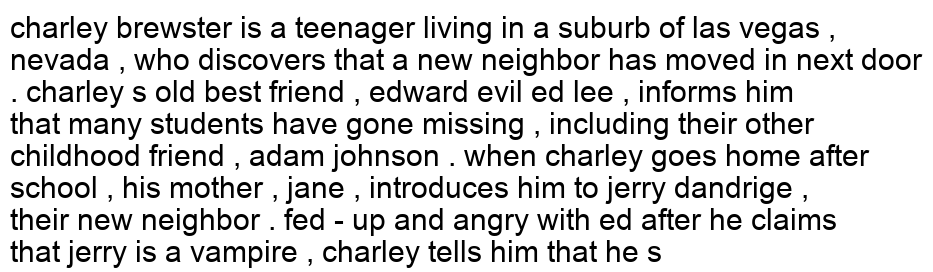 charley brewster is a teenager living in a suburb of las vegas ,
nevada , who discovers that a new neighbor has moved in next door
. charley s old best friend , edward evil ed lee , informs him
that many students have gone missing , including their other
childhood friend , adam johnson . when charley goes home after
school , his mother , jane , introduces him to jerry dandrige ,
their new neighbor . fed - up and angry with ed after he claims
that jerry is a vampire , charley tells him that he s